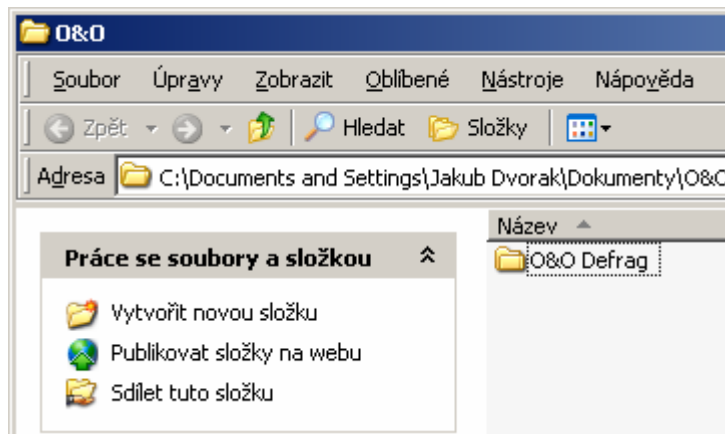 O&O
Soubor Úpravy Zobrazit Oblíbené Nástroje Nápověda
Zpět Hledat Složky
Adresa C:\Documents and Settings\Jakub Dvorak\Dokumenty\O&O
Název
O&O Defrag
Práce se soubory a složkou
Vytvořit novou složku
Publikovat složky na webu
Sdílet tuto složku